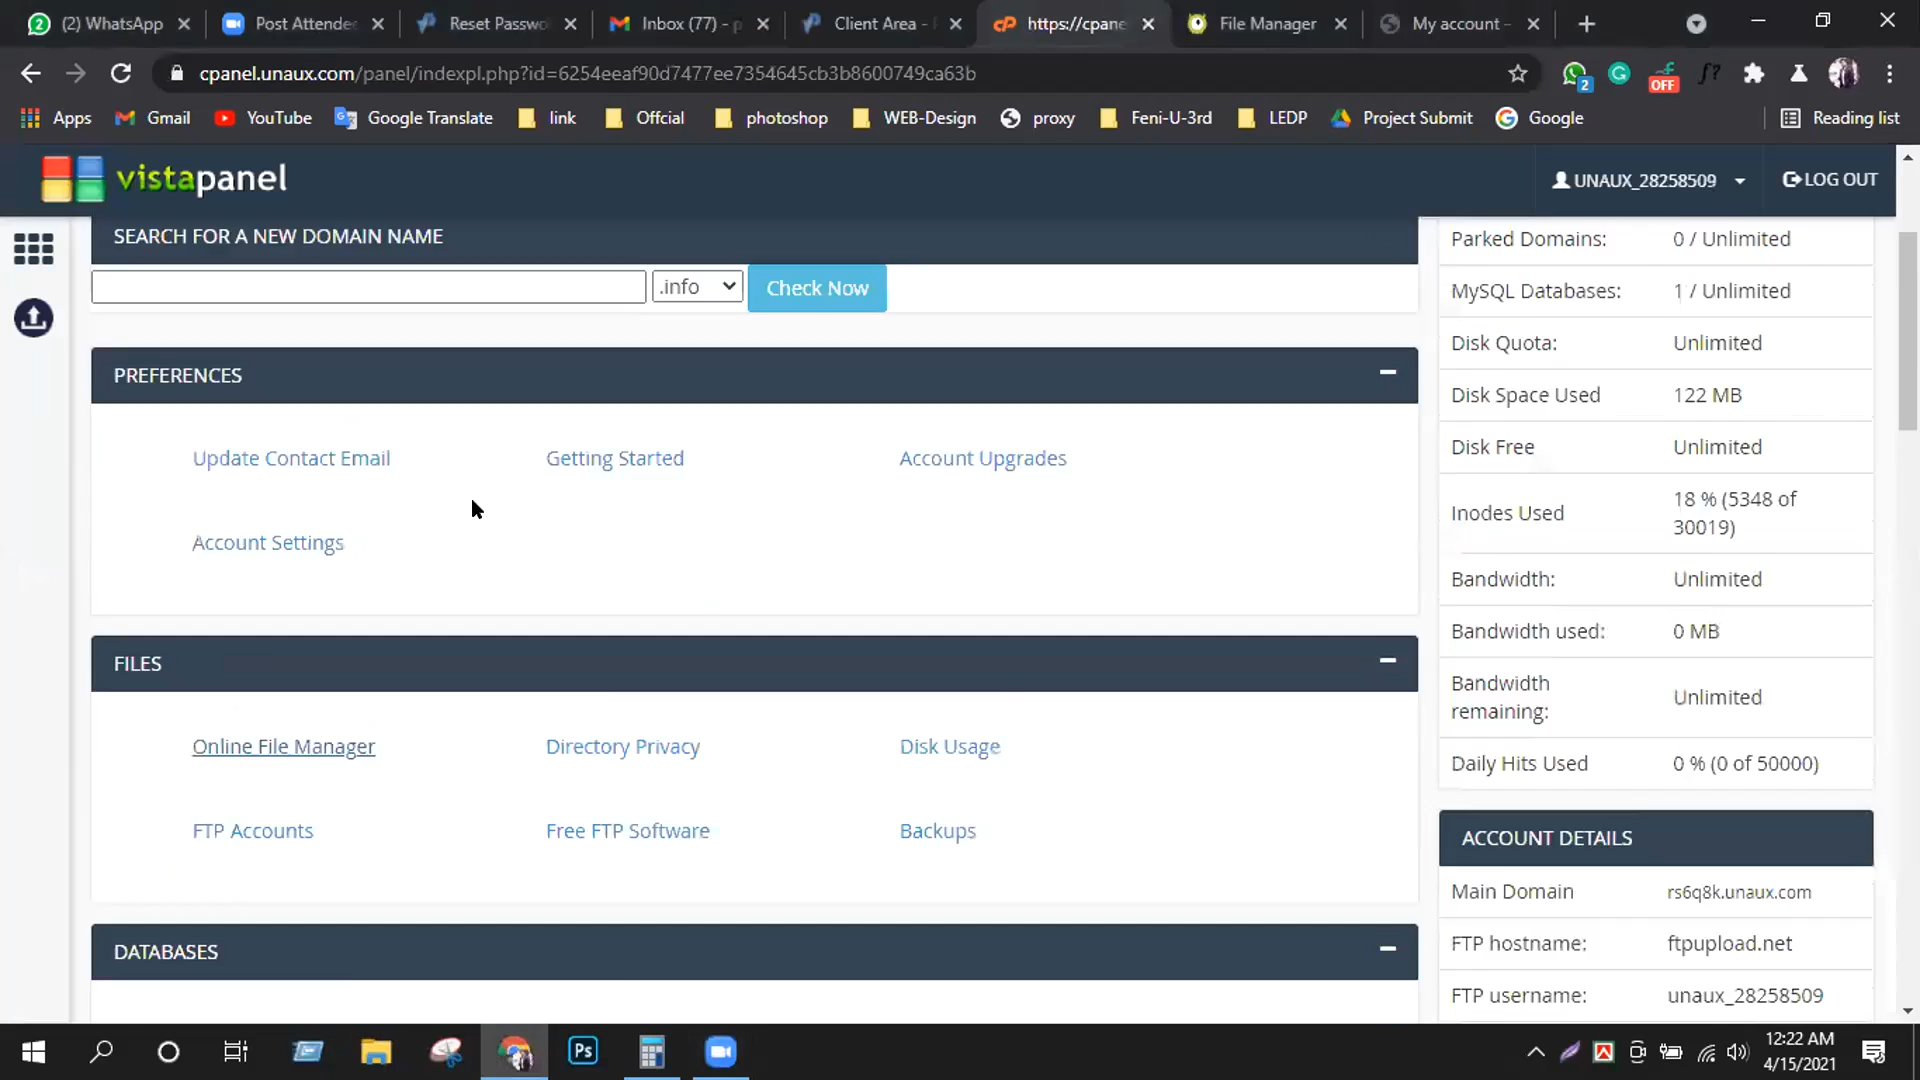 (2) WhatsApp
Post Attende
Reset Passwo
Inbox (77) - p
Client Area -
https://cpane
File Manager
My account -
cpanel.unaux.com/panel/indexpl.php?id=6254eeaf90d7477ee7354645cb3b8600749ca63b
2
OFF
f?
Apps
Gmail
YouTube
Google Translate
link
Offcial
photoshop
WEB-Design
proxy
Feni-U-3rd
LEDP
Project Submit
Google
Reading list
vistapanel
UNAUX_28258509
LOG OUT
SEARCH FOR A NEW DOMAIN NAME
.info
Check Now
PREFERENCES
Update Contact Email
Getting Started
Account Upgrades
Account Settings
FILES
Online File Manager
Directory Privacy
Disk Usage
FTP Accounts
Free FTP Software
Backups
DATABASES
Parked Domains: 0 / Unlimited
MySQL Databases: 1 / Unlimited
Disk Quota: Unlimited
Disk Space Used 122 MB
Disk Free Unlimited
Inodes Used 18 % (5348 of
30019)
Bandwidth: Unlimited
Bandwidth used: 0 MB
Bandwidth
remaining: Unlimited
Daily Hits Used 0 % (0 of 50000)
ACCOUNT DETAILS
Main Domain rs6q8k.unaux.com
FTP hostname: ftpupload.net
FTP username: unaux_28258509
Ps
12:22 AM
4/15/2021